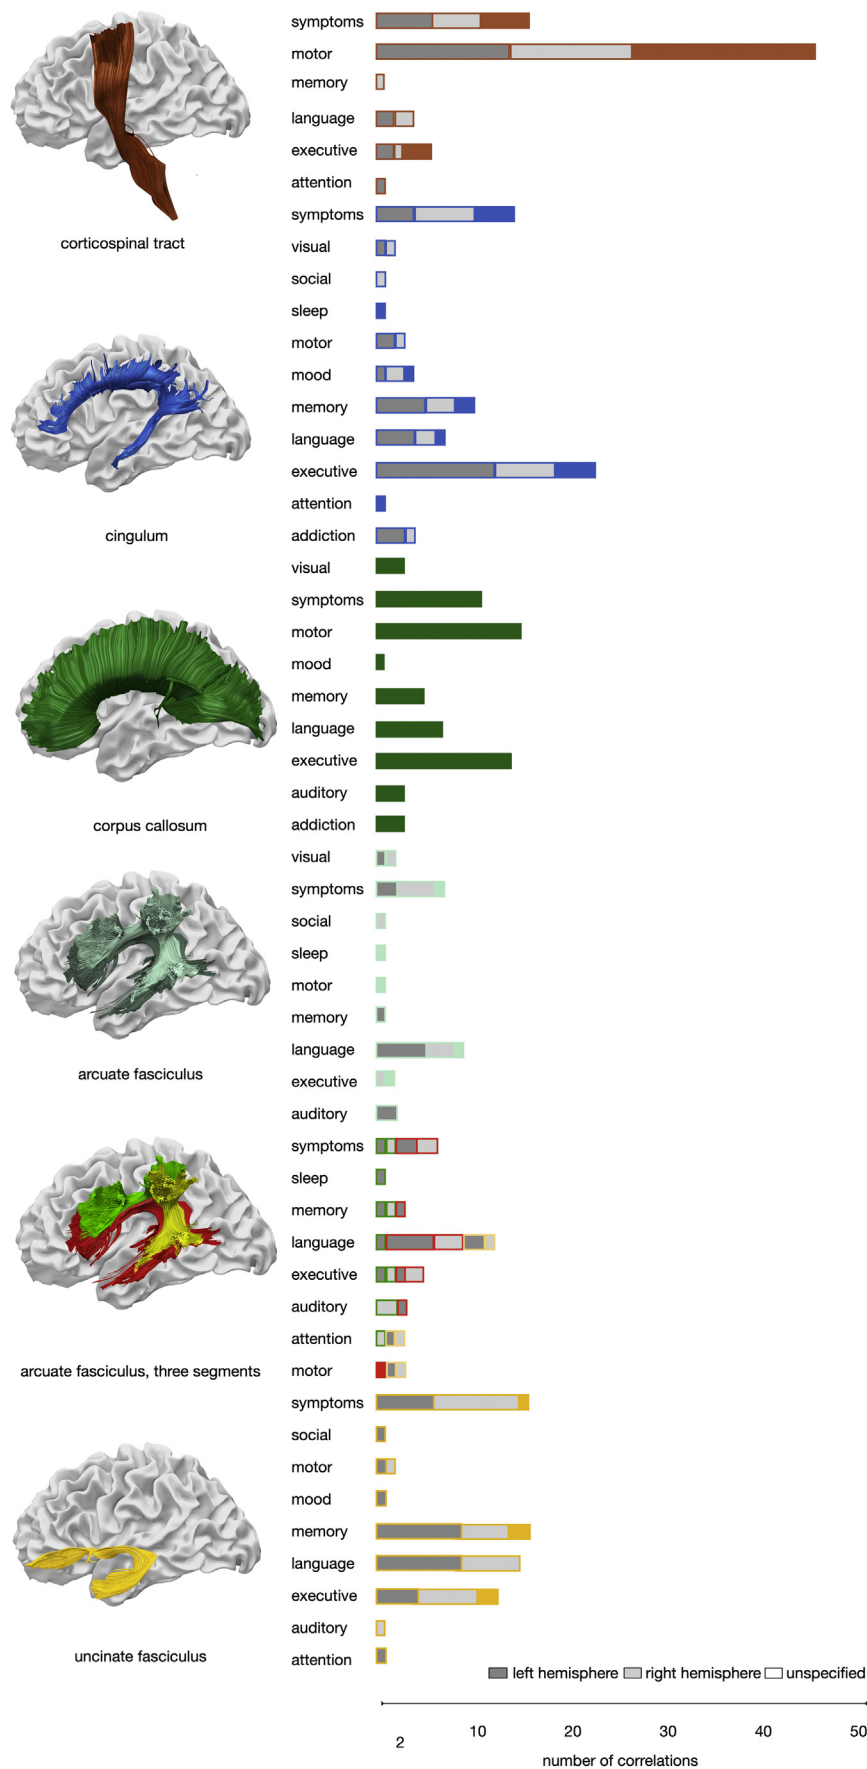 symptoms
motor
memory
language
executive
attention
corticospinal tract
symptoms
visual
social
sleep
motor
mood
memory
language
executive
attention
addiction
cingulum
visual
symptoms
motor
mood
memory
language
executive
auditory
addiction
corpus callosum
visual
symptoms
social
sleep
motor
memory
language
executive
auditory
arcuate fasciculus
symptoms
sleep
memory
language
executive
auditory
attention
motor
arcuate fasciculus, three segments
symptoms
social
motor
mood
memory
language
executive
auditory
attention
uncinate fasciculus
left hemisphere right hemisphere unspecified
2 10 20 30 40 50
number of correlations